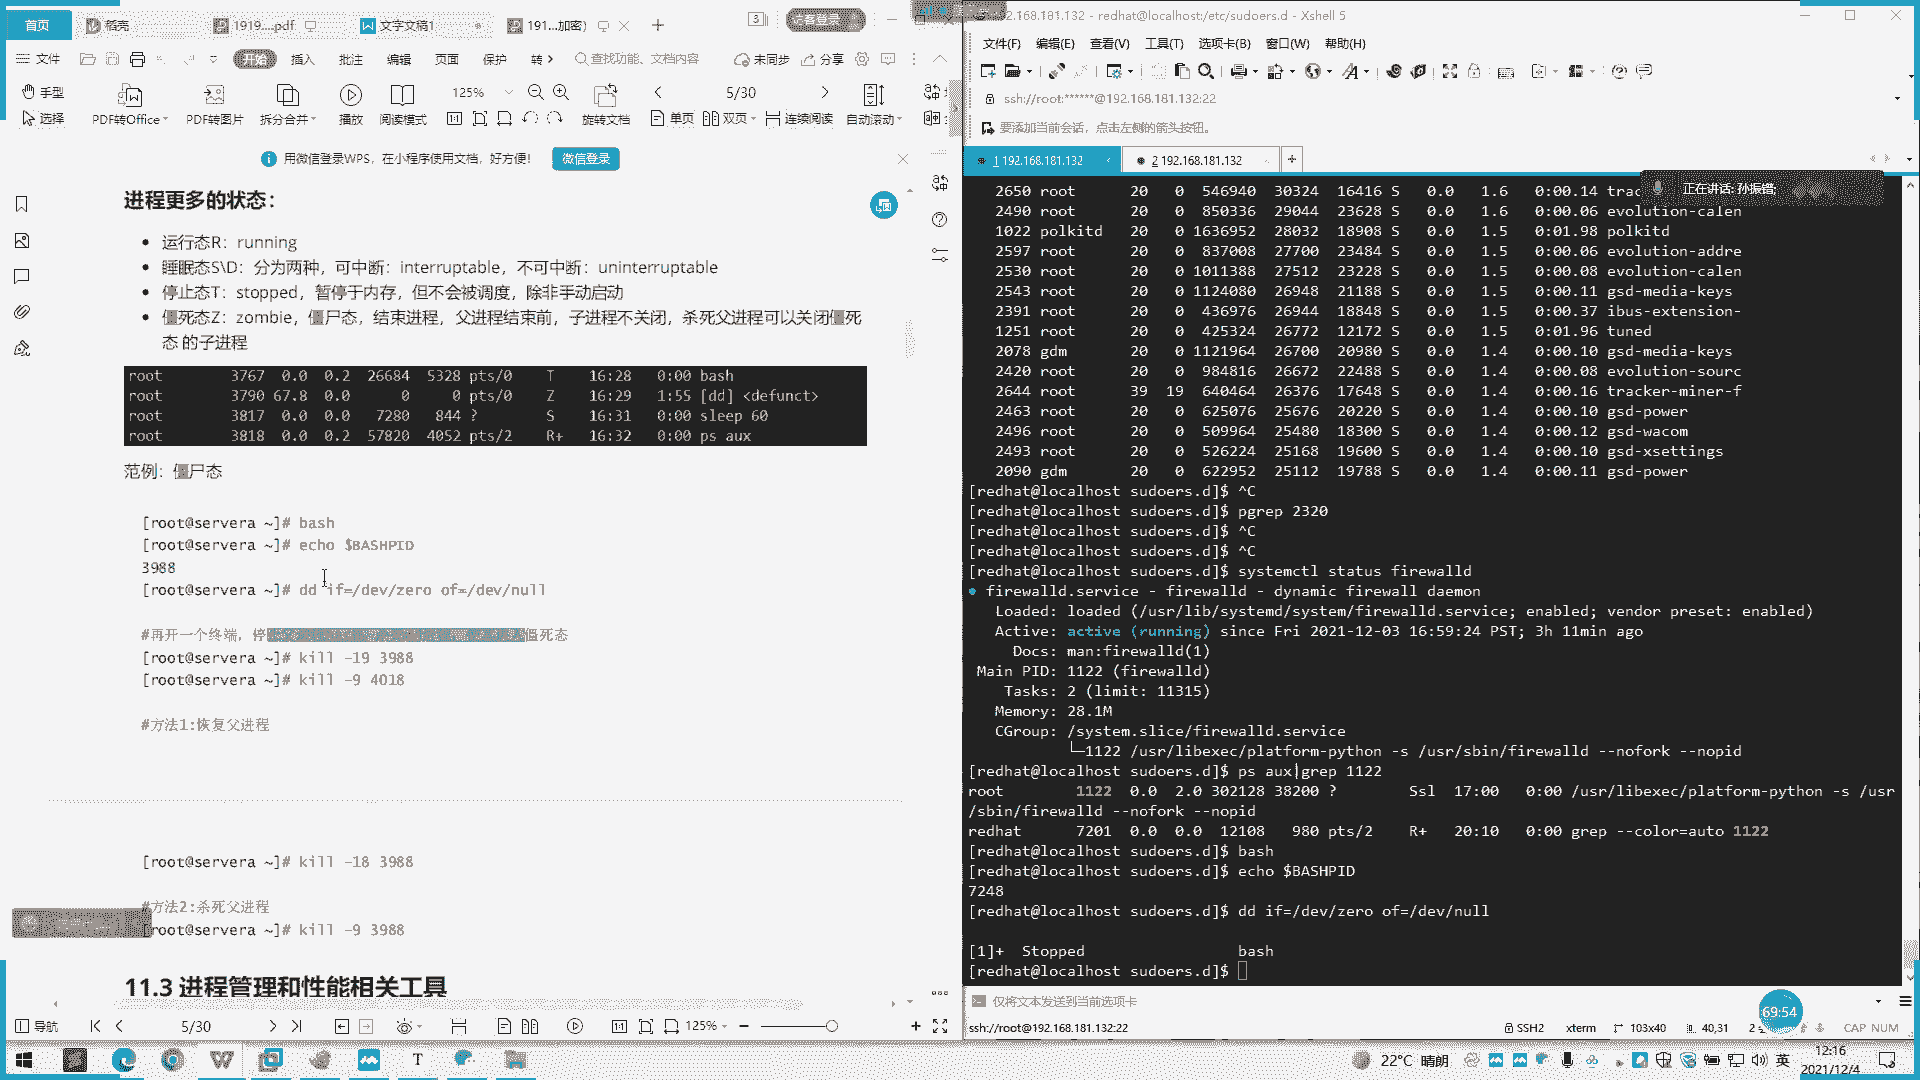 首页
稻壳
1919....pdf
文字文稿1
191...加密)
文件
开始
插入
批注
编辑
页面
保护
转
查找功能、文档内容
未同步
分享
手型
选择
PDF转Office
PDF转图片
拆分合并
播放
阅读模式
125%
旋转文档
5/30
单页
双页
连续阅读
自动滚动
用微信登录WPS，在小程序使用文档，好方便！
微信登录
进程更多的状态：
• 运行态R：running
• 睡眠态S\D：分为两种，可中断：interruptable，不可中断：uninterruptable
• 停止态T：stopped，暂停于内存，但不会被调度，除非手动启动
• 僵死态Z：zombie，僵尸态，结束进程，父进程结束前，子进程不关闭，杀死父进程可以关闭僵死
态 的子进程
root 3767 0.0 0.2 26684 5328 pts/0 T 16:28 0:00 bash
root 3790 67.8 0.0 0 0 pts/0 Z 16:29 1:55 [dd] <defunct>
root 3817 0.0 0.0 7280 844 ? S 16:31 0:00 sleep 60
root 3818 0.0 0.2 57820 4052 pts/2 R+ 16:32 0:00 ps aux
范例：僵尸态
[root@servera ~]# bash
[root@servera ~]# echo $BASHPID
3988
[root@servera ~]# dd if=/dev/zero of=/dev/null
#再开一个终端，停 僵死态
[root@servera ~]# kill -19 3988
[root@servera ~]# kill -9 4018
#方法1:恢复父进程
[root@servera ~]# kill -18 3988
#方法2:杀死父进程
[root@servera ~]# kill -9 3988
11.3 进程管理和性能相关工具
导航
5/30
125%
192.168.181.132 - redhat@localhost:/etc/sudoers.d - Xshell 5
文件(F) 编辑(E) 查看(V) 工具(T) 选项卡(B) 窗口(W) 帮助(H)
ssh://root:******@192.168.181.132:22
要添加当前会话，点击左侧的箭头按钮。
1 192.168.181.132
2 192.168.181.132
正在讲话:
2650 root 20 0 546940 30324 16416 S 0.0 1.6 0:00.14
2490 root 20 0 850336 29044 23628 S 0.0 1.6 0:00.06 evolution-calen
1022 polkitd 20 0 1636952 28032 18908 S 0.0 1.5 0:01.98 polkitd
2597 root 20 0 837008 27700 23484 S 0.0 1.5 0:00.06 evolution-addre
2530 root 20 0 1011388 27512 23228 S 0.0 1.5 0:00.08 evolution-calen
2543 root 20 0 1124080 26948 21188 S 0.0 1.5 0:00.11 gsd-media-keys
2391 root 20 0 436976 26944 18848 S 0.0 1.5 0:00.37 ibus-extension-
1251 root 20 0 425324 26772 12172 S 0.0 1.5 0:01.96 tuned
2078 gdm 20 0 1121964 26700 20980 S 0.0 1.4 0:00.10 gsd-media-keys
2420 root 20 0 984816 26672 22488 S 0.0 1.4 0:00.08 evolution-sourc
2644 root 39 19 640464 26376 17648 S 0.0 1.4 0:00.16 tracker-miner-f
2463 root 20 0 625076 25676 20220 S 0.0 1.4 0:00.10 gsd-power
2496 root 20 0 509964 25480 18300 S 0.0 1.4 0:00.12 gsd-wacom
2493 root 20 0 526224 25168 19600 S 0.0 1.4 0:00.10 gsd-xsettings
2090 gdm 20 0 622952 25112 19788 S 0.0 1.4 0:00.11 gsd-power
[redhat@localhost sudoers.d]$ ^C
[redhat@localhost sudoers.d]$ pgrep 2320
[redhat@localhost sudoers.d]$ ^C
[redhat@localhost sudoers.d]$ ^C
[redhat@localhost sudoers.d]$ systemctl status firewalld
● firewalld.service - firewalld - dynamic firewall daemon
Loaded: loaded (/usr/lib/systemd/system/firewalld.service; enabled; vendor preset: enabled)
Active: active (running) since Fri 2021-12-03 16:59:24 PST; 3h 11min ago
Docs: man:firewalld(1)
Main PID: 1122 (firewalld)
Tasks: 2 (limit: 11315)
Memory: 28.1M
CGroup: /system.slice/firewalld.service
└─1122 /usr/libexec/platform-python -s /usr/sbin/firewalld --nofork --nopid
[redhat@localhost sudoers.d]$ ps aux|grep 1122
root 1122 0.0 2.0 302128 38200 ? Ssl 17:00 0:00 /usr/libexec/platform-python -s /usr
/sbin/firewalld --nofork --nopid
redhat 7201 0.0 0.0 12108 980 pts/2 R+ 20:10 0:00 grep --color=auto 1122
[redhat@localhost sudoers.d]$ bash
[redhat@localhost sudoers.d]$ echo $BASHPID
7248
[redhat@localhost sudoers.d]$ dd if=/dev/zero of=/dev/null
[1]+ Stopped bash
[redhat@localhost sudoers.d]$
仅将文本发送到当前选项卡
69:54
ssh://root@192.168.181.132:22
SSH2
xterm
103x40
40,31
CAP NUM
22°C 晴朗
英
12:16
2021/12/4